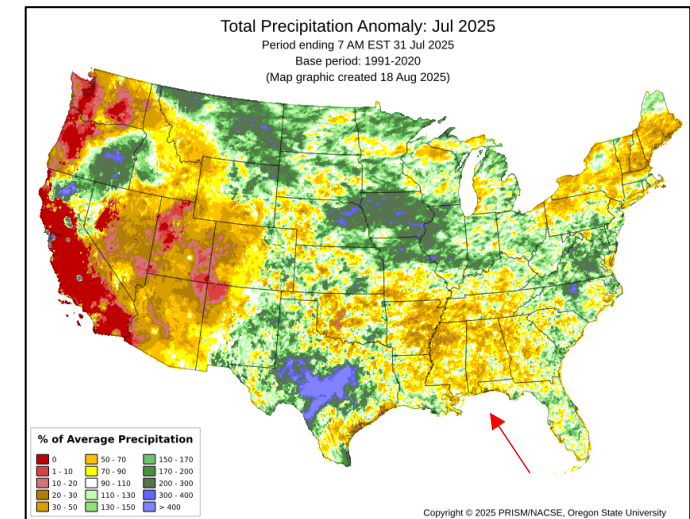 Total Precipitation Anomaly: Jul 2025
Period ending 7 AM EST 31 Jul 2025
Base period: 1991-2020
(Map graphic created 18 Aug 2025)
% of Average Precipitation
0 50 - 70 150 - 170
1 - 10 70 - 90 170 - 200
10 - 20 90 - 110 200 - 300
20 - 30 110 - 130 300 - 400
30 - 50 130 - 150 > 400
Copyright © 2025 PRISM/NACSE, Oregon State University